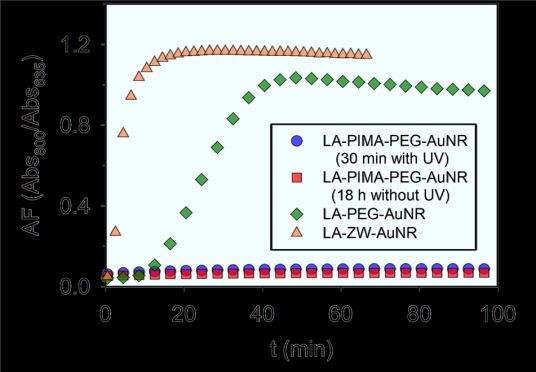 1.2
0.8
0.4
0.0
AF (Abs800/Abs635)
LA-PIMA-PEG-AuNR
(30 min with UV)
LA-PIMA-PEG-AuNR
(18 h without UV)
LA-PEG-AuNR
LA-ZW-AuNR
0 20 40 60 80 100
t (min)